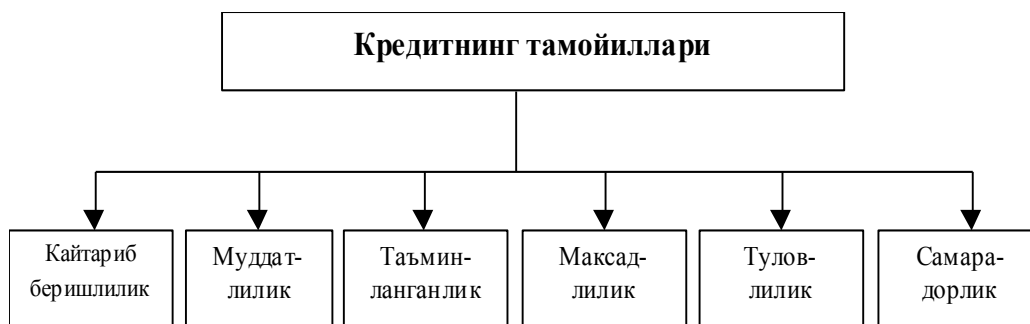 Кредитнинг тамойиллари
Кайтариб
беришлилик
Муддат-
лилик
Таъмин-
ланганлик
Максад-
лилик
Тулов-
лилик
Самара-
дорлик